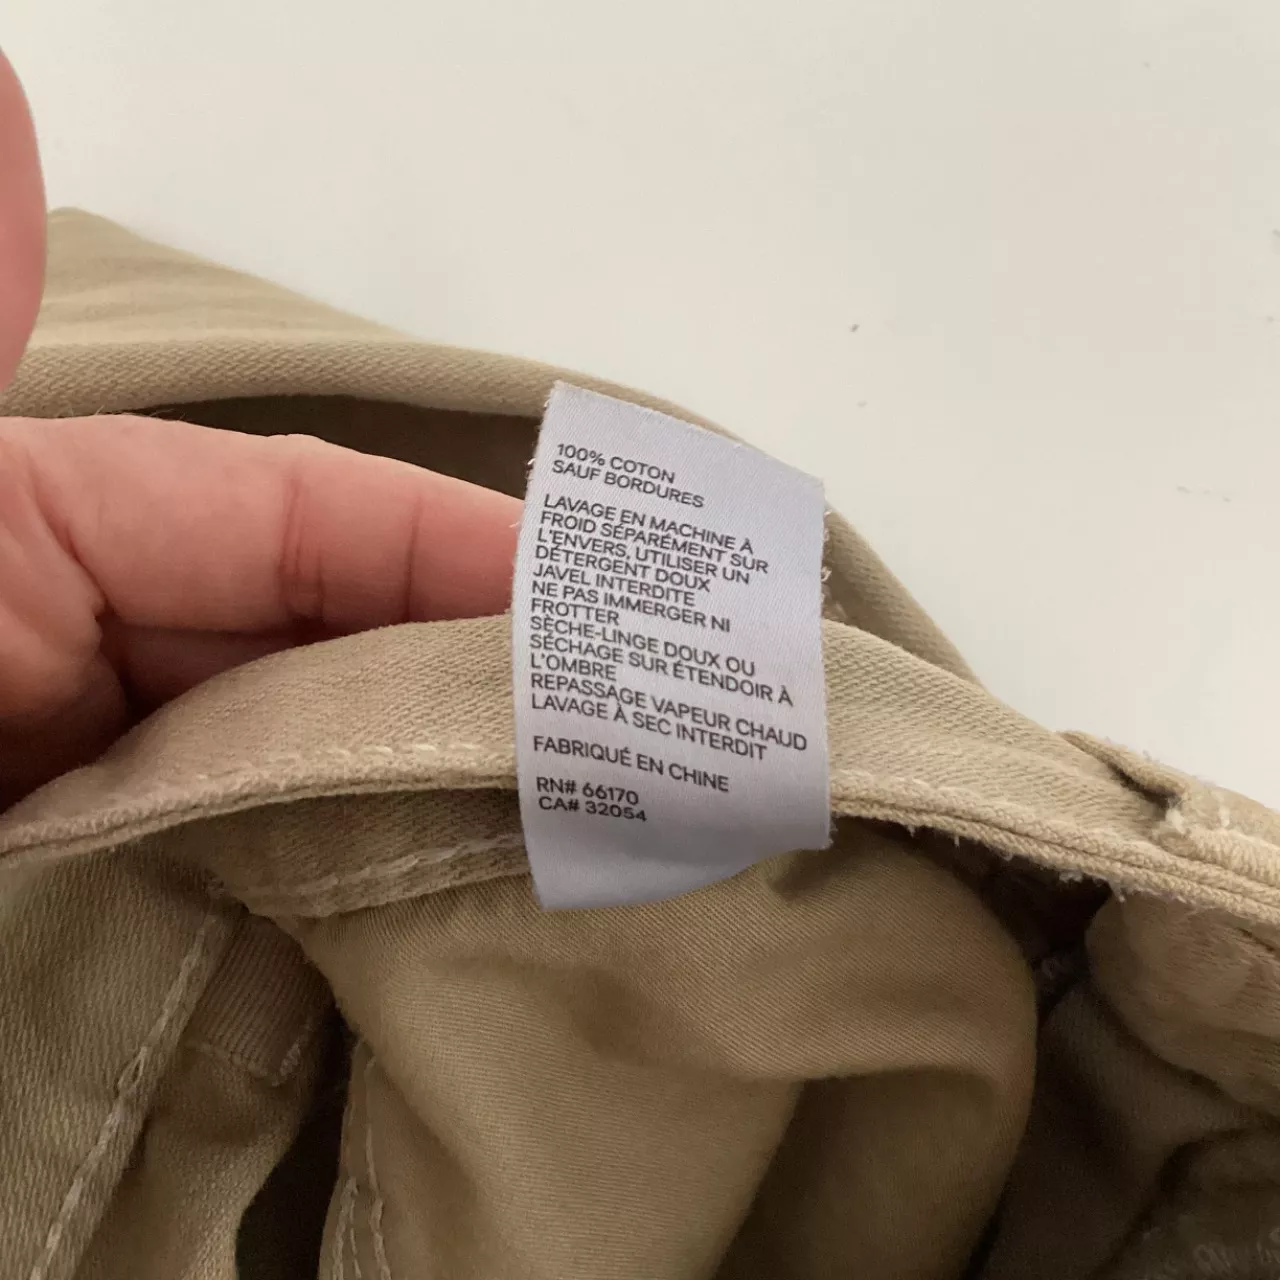 100% COTON
SAUF BORDURES
LAVAGE EN MACHINE À
FROID SÉPARÉMENT SUR
L'ENVERS, UTILISER UN
DÉTERGENT DOUX
JAVEL INTERDITE
NE PAS IMMERGER NI
FROTTER
SÈCHE-LINGE DOUX OU
SÉCHAGE SUR ÉTENDOIR À
L'OMBRE
REPASSAGE VAPEUR CHAUD
LAVAGE À SEC INTERDIT
FABRIQUÉ EN CHINE
RN# 66170
CA# 32054